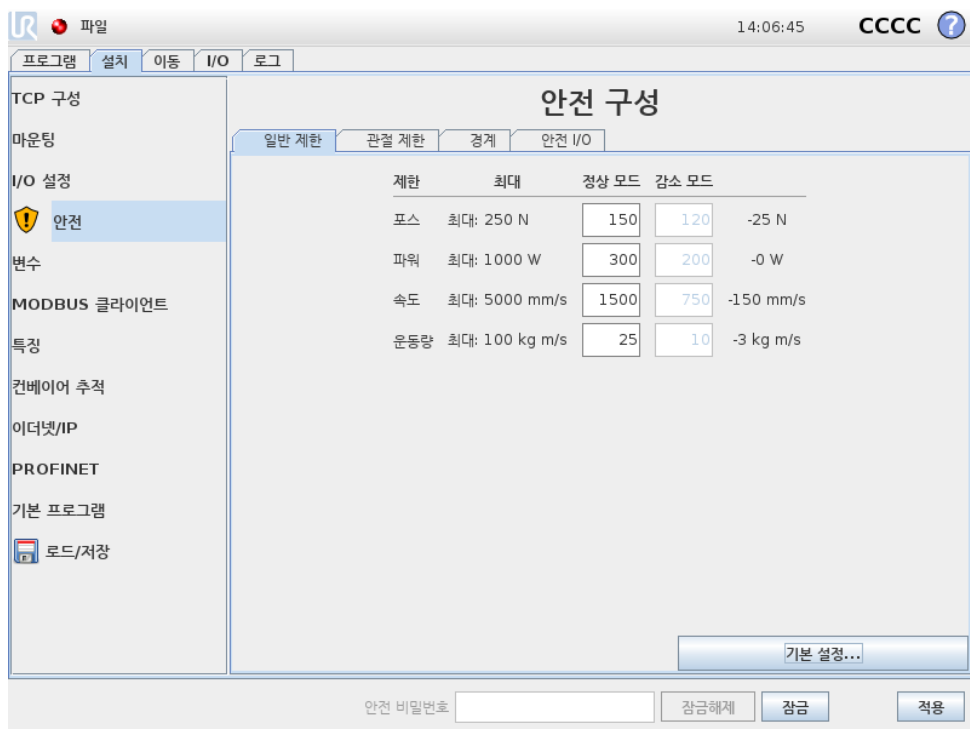 UR 파일 14:06:45 CCCC ?
프로그램 설치 이동 I/O 로그
TCP 구성
마운팅
I/O 설정
안전
변수
MODBUS 클라이언트
특징
컨베이어 추적
이더넷/IP
PROFINET
기본 프로그램
로드/저장
안전 구성
일반 제한 관절 제한 경계 안전 I/O
제한 최대 정상 모드 감소 모드
포스 최대: 250 N 150 120 -25 N
파워 최대: 1000 W 300 200 -0 W
속도 최대: 5000 mm/s 1500 750 -150 mm/s
운동량 최대: 100 kg m/s 25 10 -3 kg m/s
기본 설정...
안전 비밀번호 잠금해제 잠금 적용